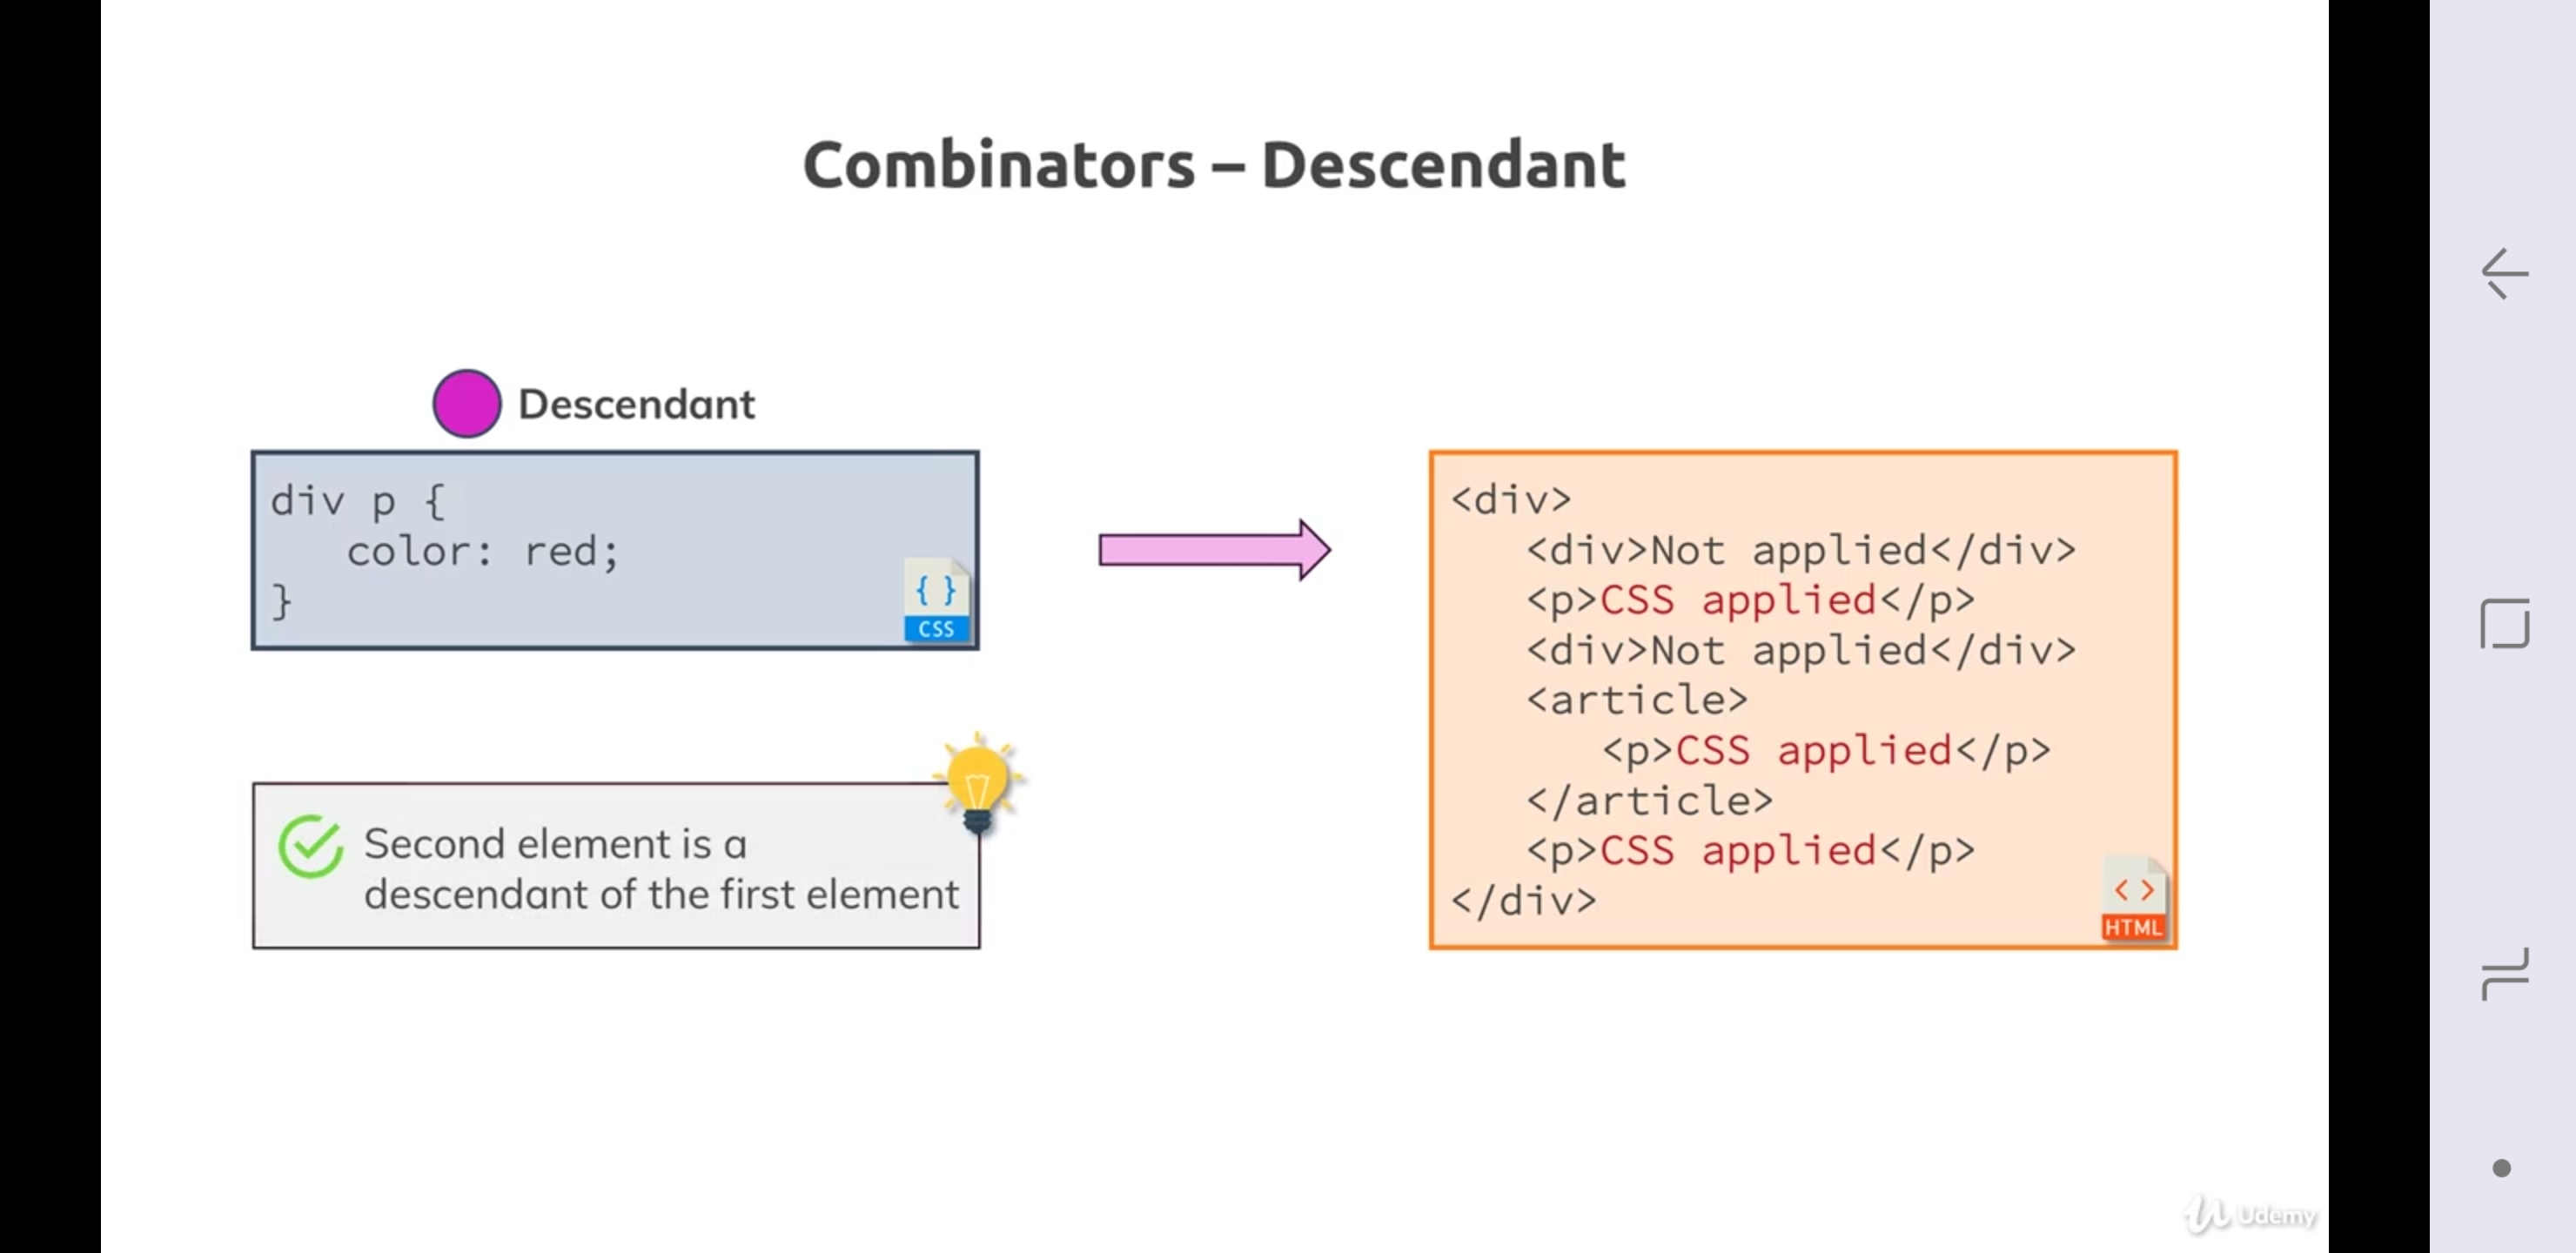 Combinators – Descendant
Descendant
div p {
   color: red;
}
{ }
CSS
Second element is a
descendant of the first element
<div>
   <div>Not applied</div>
   <p>CSS applied</p>
   <div>Not applied</div>
   <article>
      <p>CSS applied</p>
   </article>
   <p>CSS applied</p>
</div>
< >
HTML
Udemy